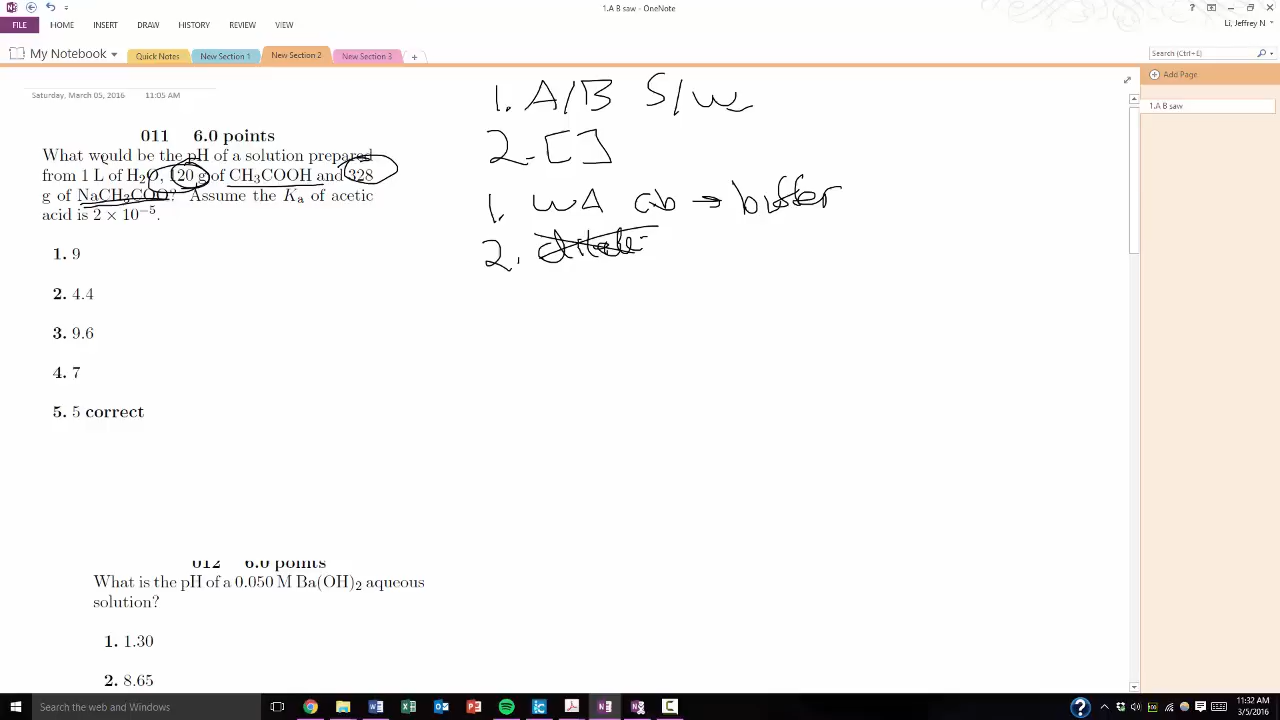 1.A B saw - OneNote
?
FILE HOME INSERT DRAW HISTORY REVIEW VIEW
Li, Jeffrey N
My Notebook Quick Notes New Section 1 New Section 2 New Section 3 +
Search (Ctrl+E)
Add Page
1.A B saw
Saturday, March 05, 2016 11:05 AM
1. A/B S/W
2. [ ]
1. WA cb → buffer
2.
011 6.0 points
What would be the pH of a solution prepared
from 1 L of H₂O, 120 g of CH₃COOH and 328
g of NaCH₃COO? Assume the Kₐ of acetic
acid is 2 × 10⁻⁵.
1. 9
2. 4.4
3. 9.6
4. 7
5. 5 correct
012 6.0 points
What is the pH of a 0.050 M Ba(OH)₂ aqueous
solution?
1. 1.30
2. 8.65
Search the web and Windows
11:32 AM
3/5/2016